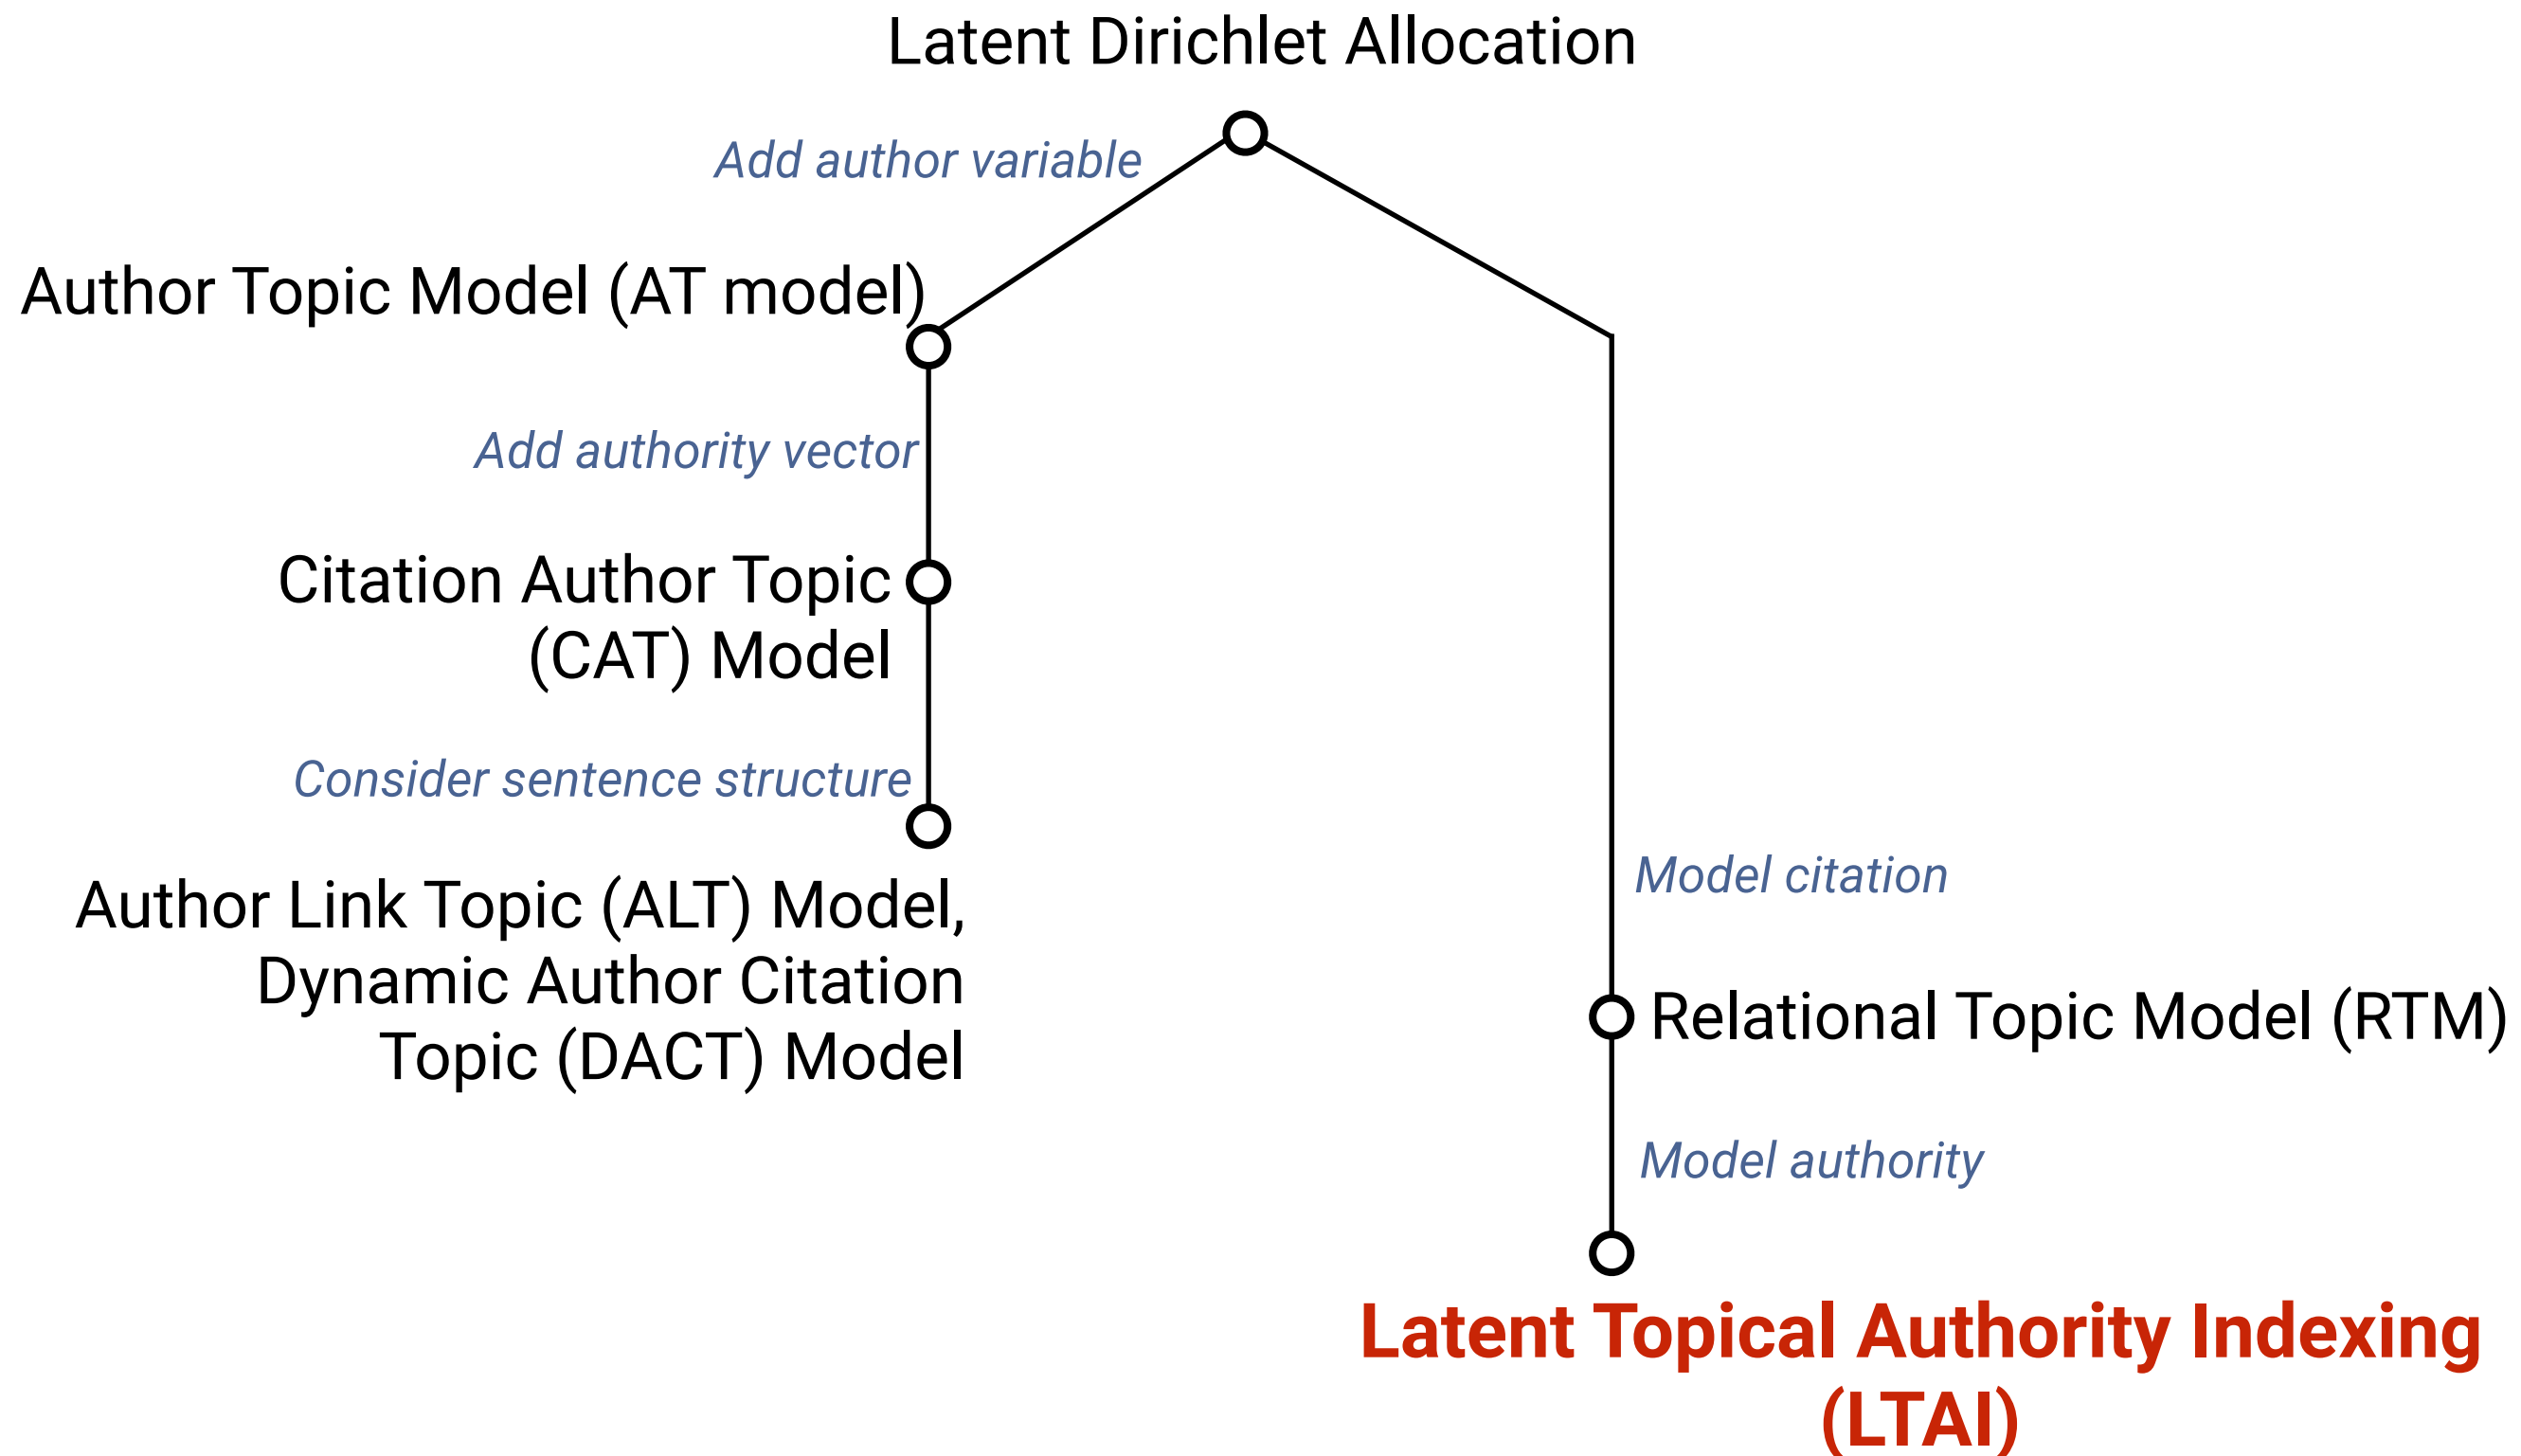 Latent Dirichlet Allocation
Add author variable
Author Topic Model (AT model)
Add authority vector
Citation Author Topic
(CAT) Model
Consider sentence structure
Author Link Topic (ALT) Model,
Dynamic Author Citation
Topic (DACT) Model
Model citation
Relational Topic Model (RTM)
Model authority
Latent Topical Authority Indexing
(LTAI)